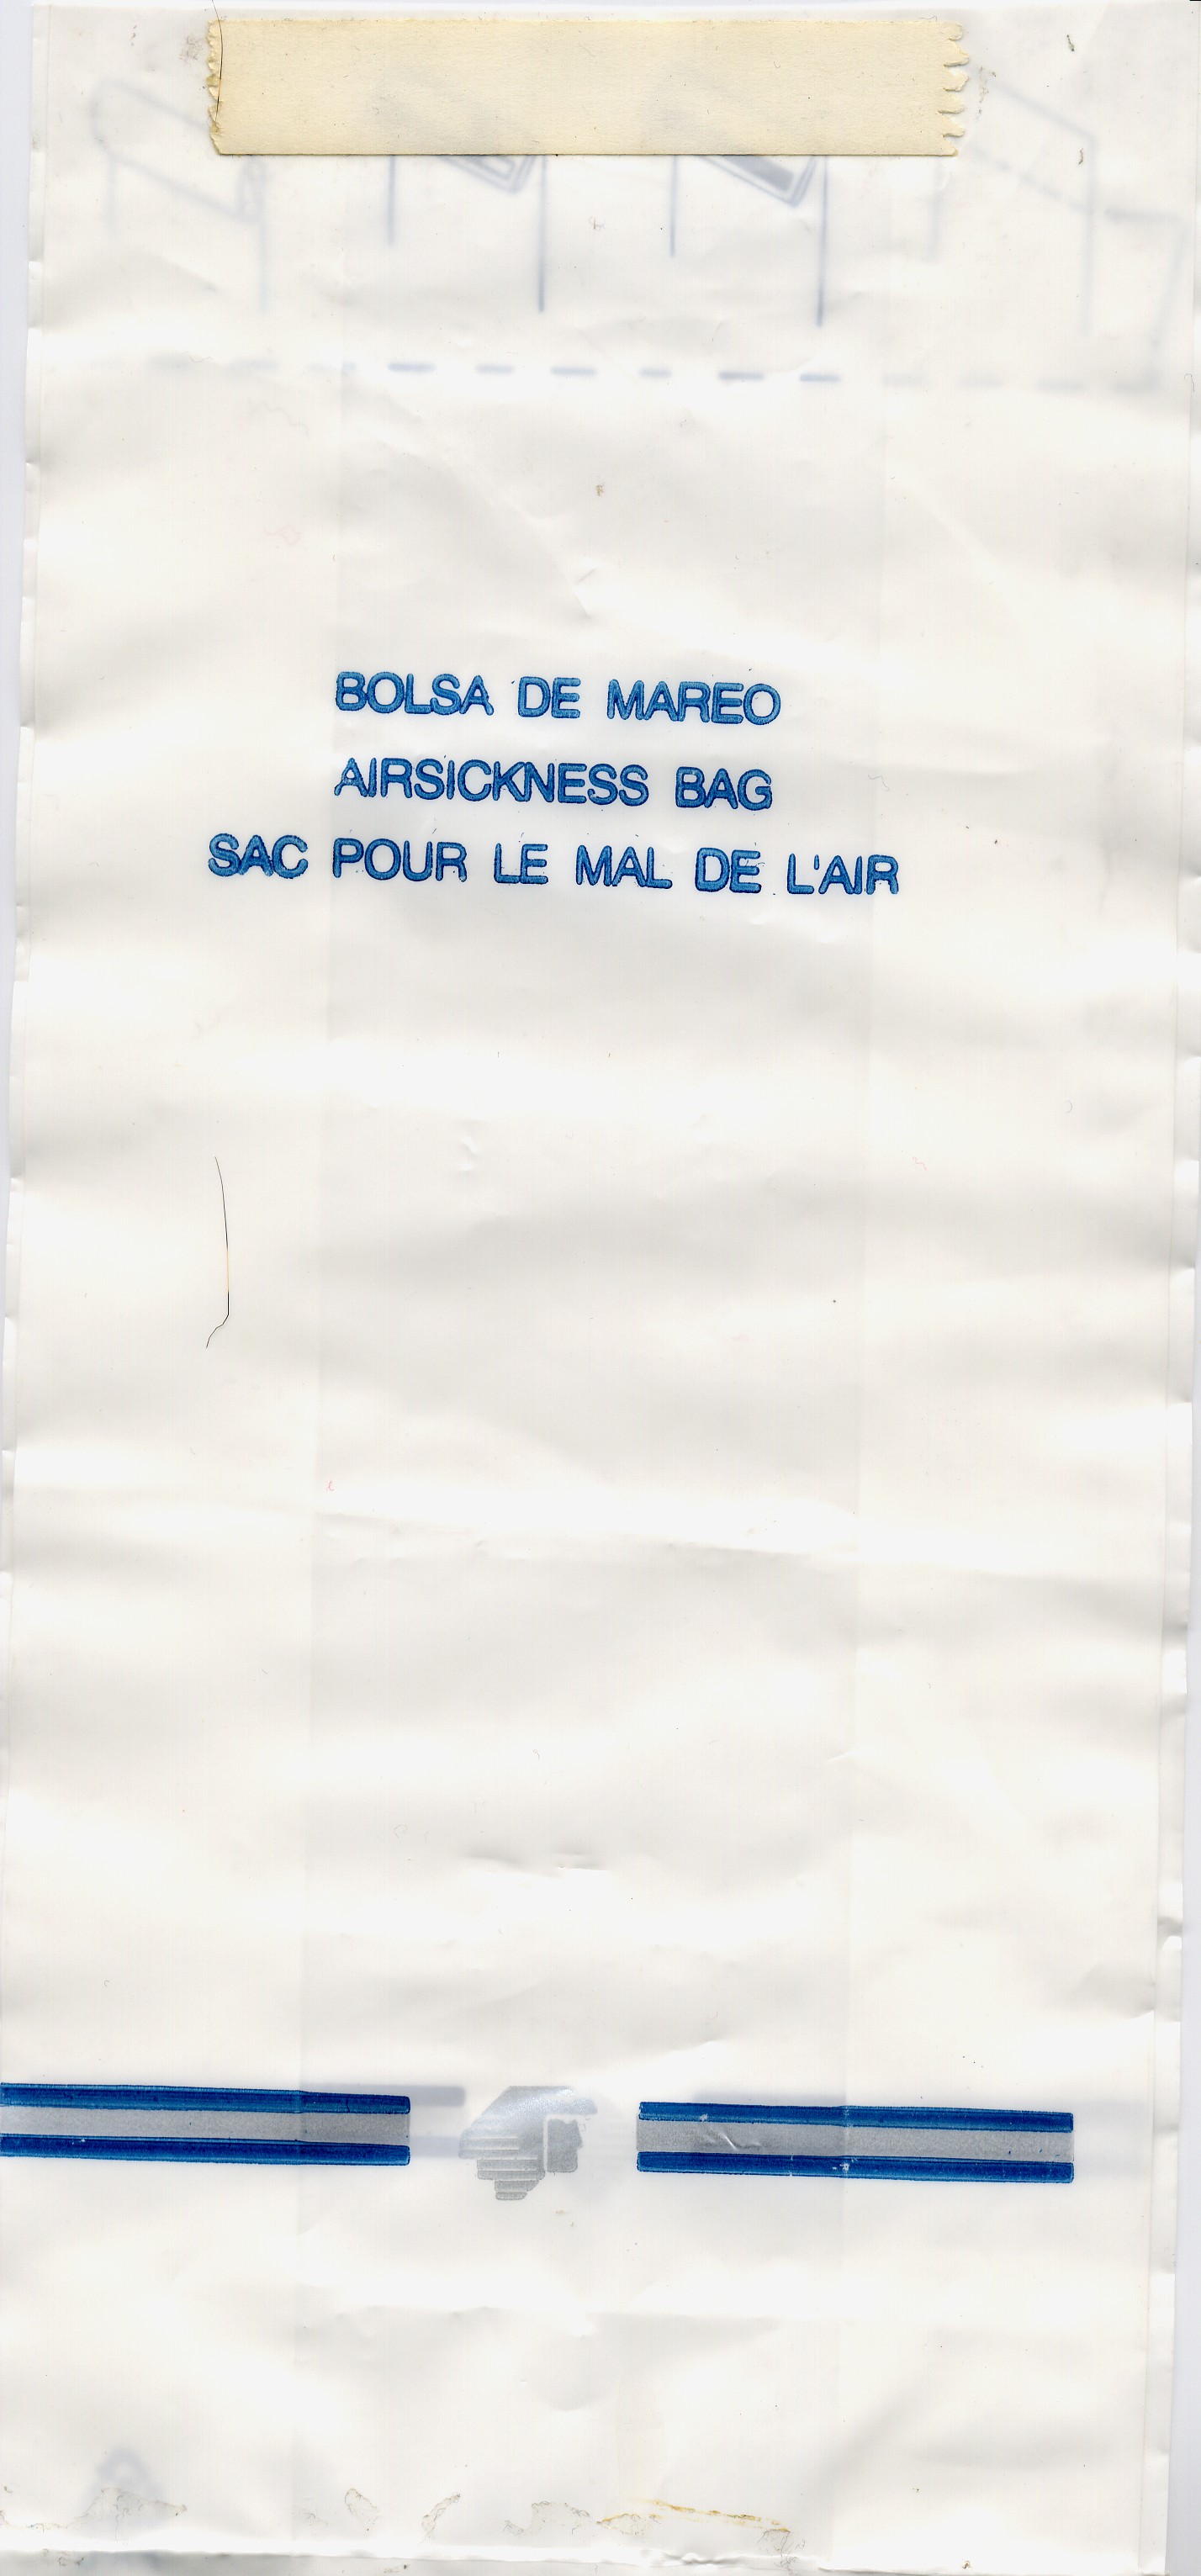 BOLSA DE MAREO
AIRSICKNESS BAG
SAC POUR LE MAL DE L'AIR